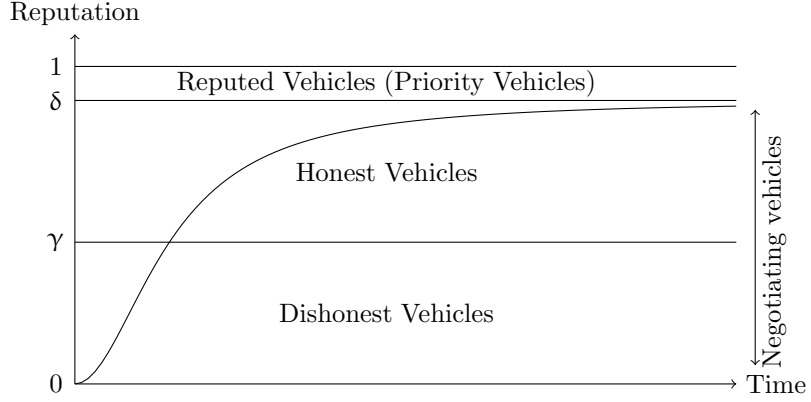 Reputation
1
Reputed Vehicles (Priority Vehicles)
δ
Honest Vehicles
Negotiating vehicles
γ
Dishonest Vehicles
0
Time